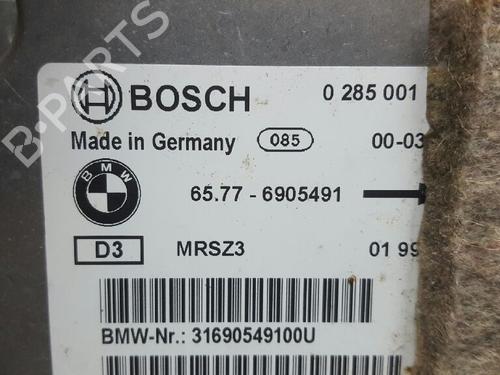 B-PARTS
BOSCH 0 285 001
Made in Germany 085 00-03
BMW
65.77 - 6905491
D3 MRSZ3 01 99
BMW-Nr.: 31690549100U